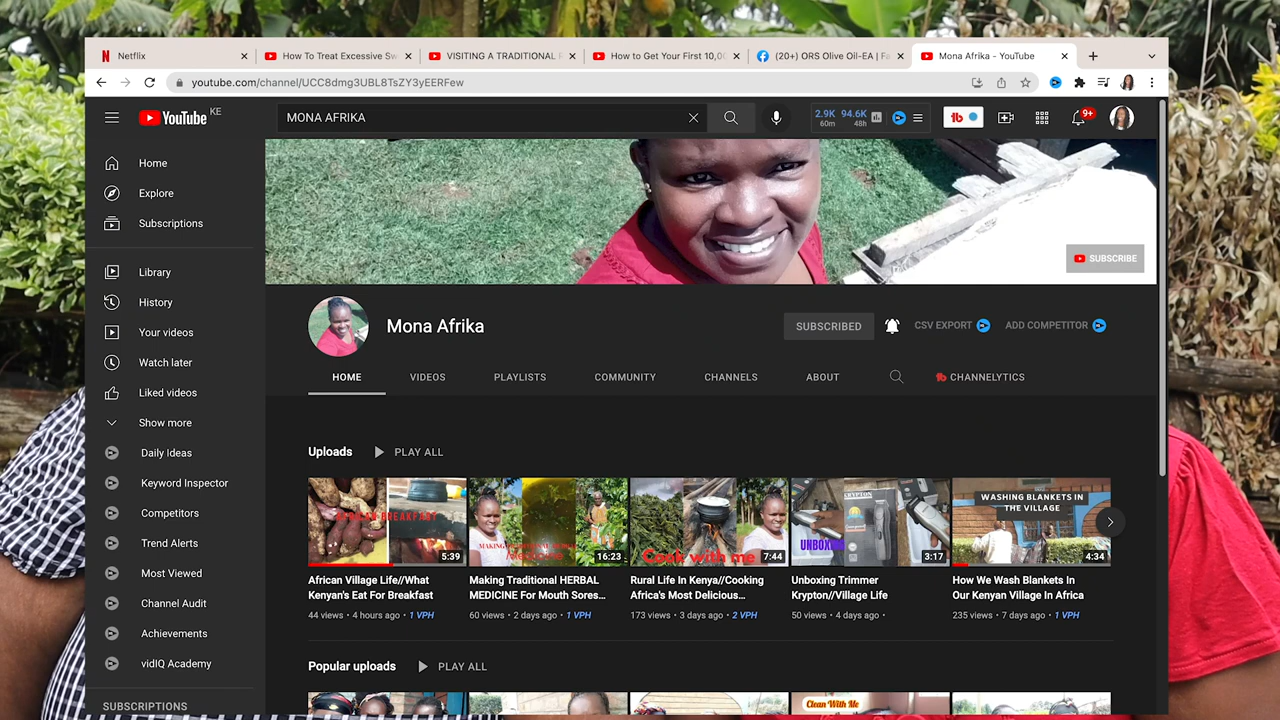 Netflix
How To Treat Excessive Sw
VISITING A TRADITIONAL
How to Get Your First 10,00
(20+) ORS Olive Oil-EA | Fa
Mona Afrika - YouTube
youtube.com/channel/UCC8dmg3UBL8TsZY3yEERFew
YouTube KE
MONA AFRIKA
2.9K 94.6K
60m 48h
tb
9+
Home
Explore
Subscriptions
Library
History
Your videos
Watch later
Liked videos
Show more
Daily Ideas
Keyword Inspector
Competitors
Trend Alerts
Most Viewed
Channel Audit
Achievements
vidIQ Academy
SUBSCRIPTIONS
SUBSCRIBE
Mona Afrika
SUBSCRIBED
CSV EXPORT
ADD COMPETITOR
HOME VIDEOS PLAYLISTS COMMUNITY CHANNELS ABOUT tb CHANNELYTICS
Uploads PLAY ALL
AFRICAN BREAKFAST
5:39
African Village Life//What
Kenyan's Eat For Breakfast
44 views • 4 hours ago • 1 VPH
16:23
Making Traditional HERBAL
MEDICINE For Mouth Sores...
60 views • 2 days ago • 1 VPH
Cook with me
7:44
Rural Life In Kenya//Cooking
Africa's Most Delicious...
173 views • 3 days ago • 2 VPH
KRYPTON
UNBOXING
3:17
Unboxing Trimmer
Krypton//Village Life
50 views • 4 days ago •
WASHING BLANKETS IN
THE VILLAGE
4:34
How We Wash Blankets In
Our Kenyan Village In Africa
235 views • 7 days ago • 1 VPH
Popular uploads PLAY ALL
Clean With Me